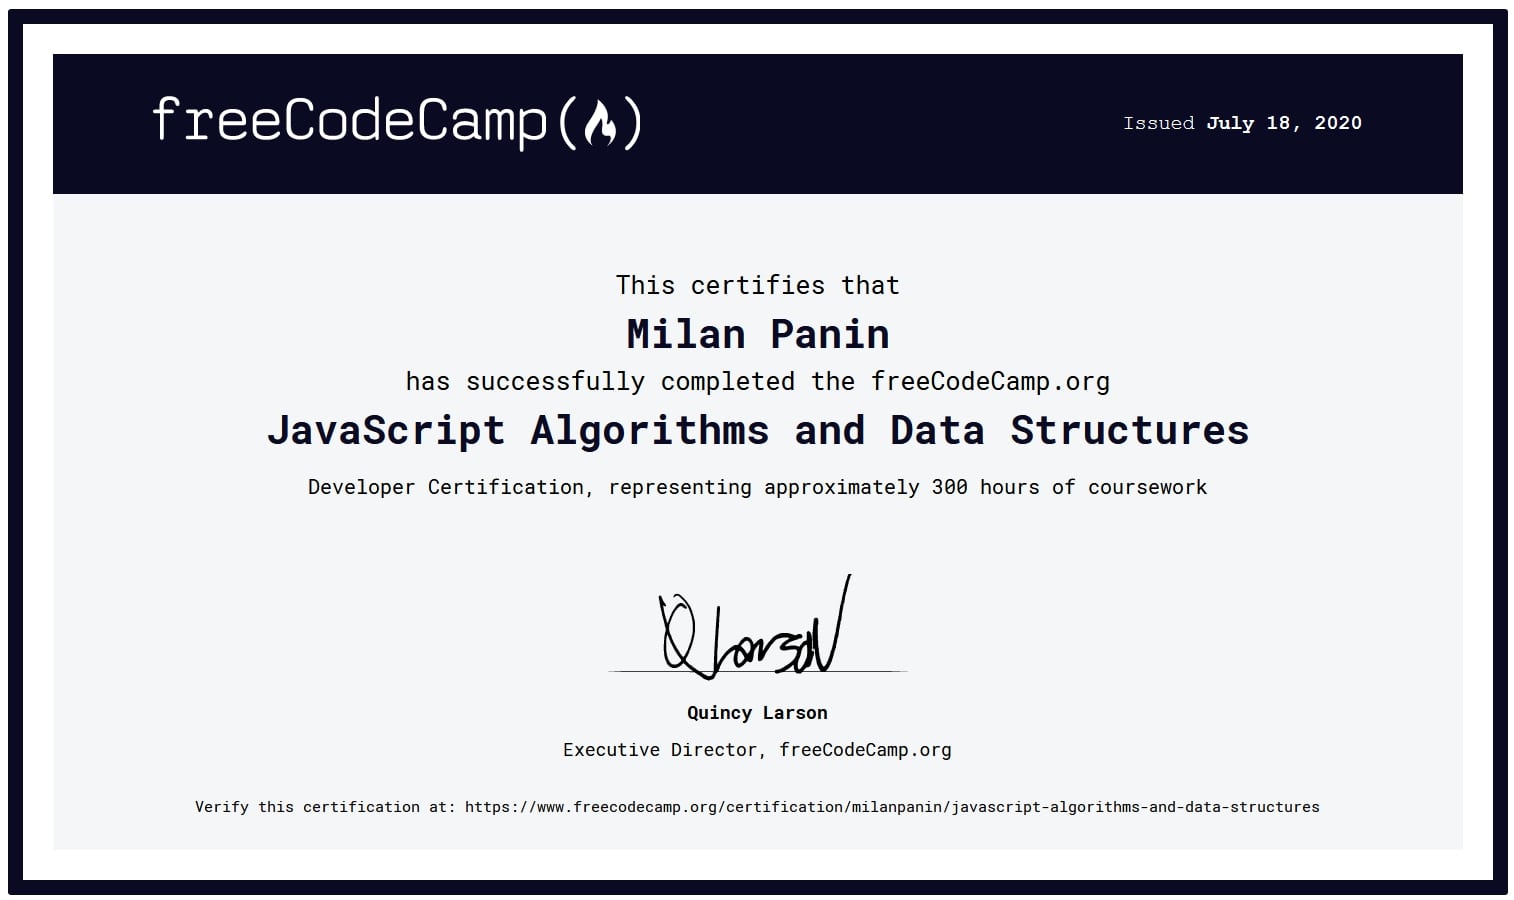 freeCodeCamp(🔥)
Issued July 18, 2020
This certifies that
Milan Panin
has successfully completed the freeCodeCamp.org
JavaScript Algorithms and Data Structures
Developer Certification, representing approximately 300 hours of coursework
Q Larson
Quincy Larson
Executive Director, freeCodeCamp.org
Verify this certification at: https://www.freecodecamp.org/certification/milanpanin/javascript-algorithms-and-data-structures